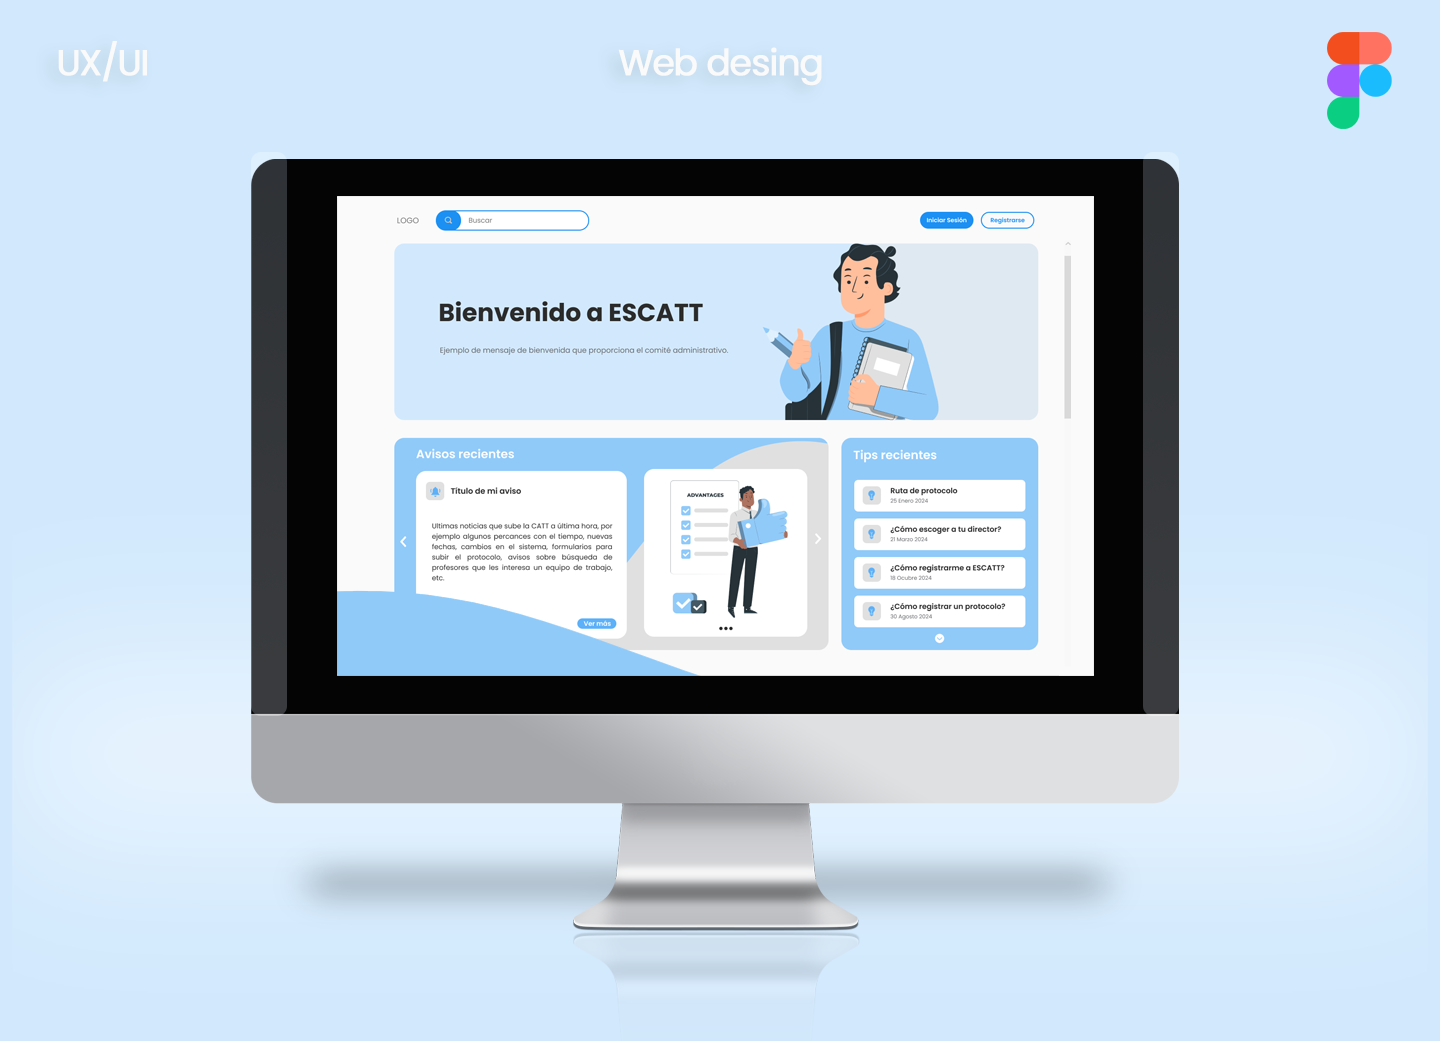 UX/UI
Web desing
LOGO
Buscar
Iniciar Sesión
Registrarse
Bienvenido a ESCATT
Ejemplo de mensaje de bienvenida que proporciona el comité administrativo.
Avisos recientes
Título de mi aviso
Ultimas noticias que sube la CATT a última hora, por
ejemplo algunos percances con el tiempo, nuevas
fechas, cambios en el sistema, formularios para
subir el protocolo, avisos sobre búsqueda de
profesores que les interesa un equipo de trabajo,
etc.
Ver más
ADVANTAGES
Tips recientes
Ruta de protocolo
25 Enero 2024
¿Cómo escoger a tu director?
21 Marzo 2024
¿Cómo registrarme a ESCATT?
18 Ocubre 2024
¿Cómo registrar un protocolo?
30 Agosto 2024